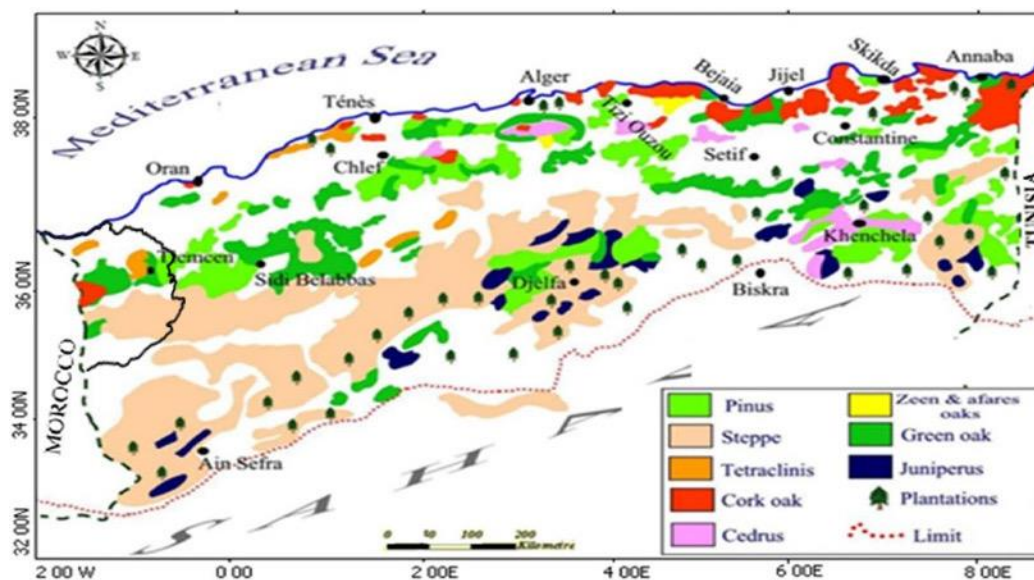 N
W E
S
Mediterranean Sea
Annaba
Skikda
Jijel
Bejaia
Alger
Ténès
Tizi Ouzou
Constantine
Setif
Chlef
Oran
TUNISIA
Khenchela
Tlemcen
Sidi Belabbas
Djelfa
Biskra
MOROCCO
Ain Sefra
S A H A R A
38 00N
36 00N
34 00N
32 00N
Pinus
Zeen & afares
oaks
Steppe
Green oak
Tetraclinis
Juniperus
Cork oak
Plantations
Cedrus
Limit
0 50 100 200
Kilometrs
2 00 W
0 00
2 00E
4 00E
6 00E
8 00E